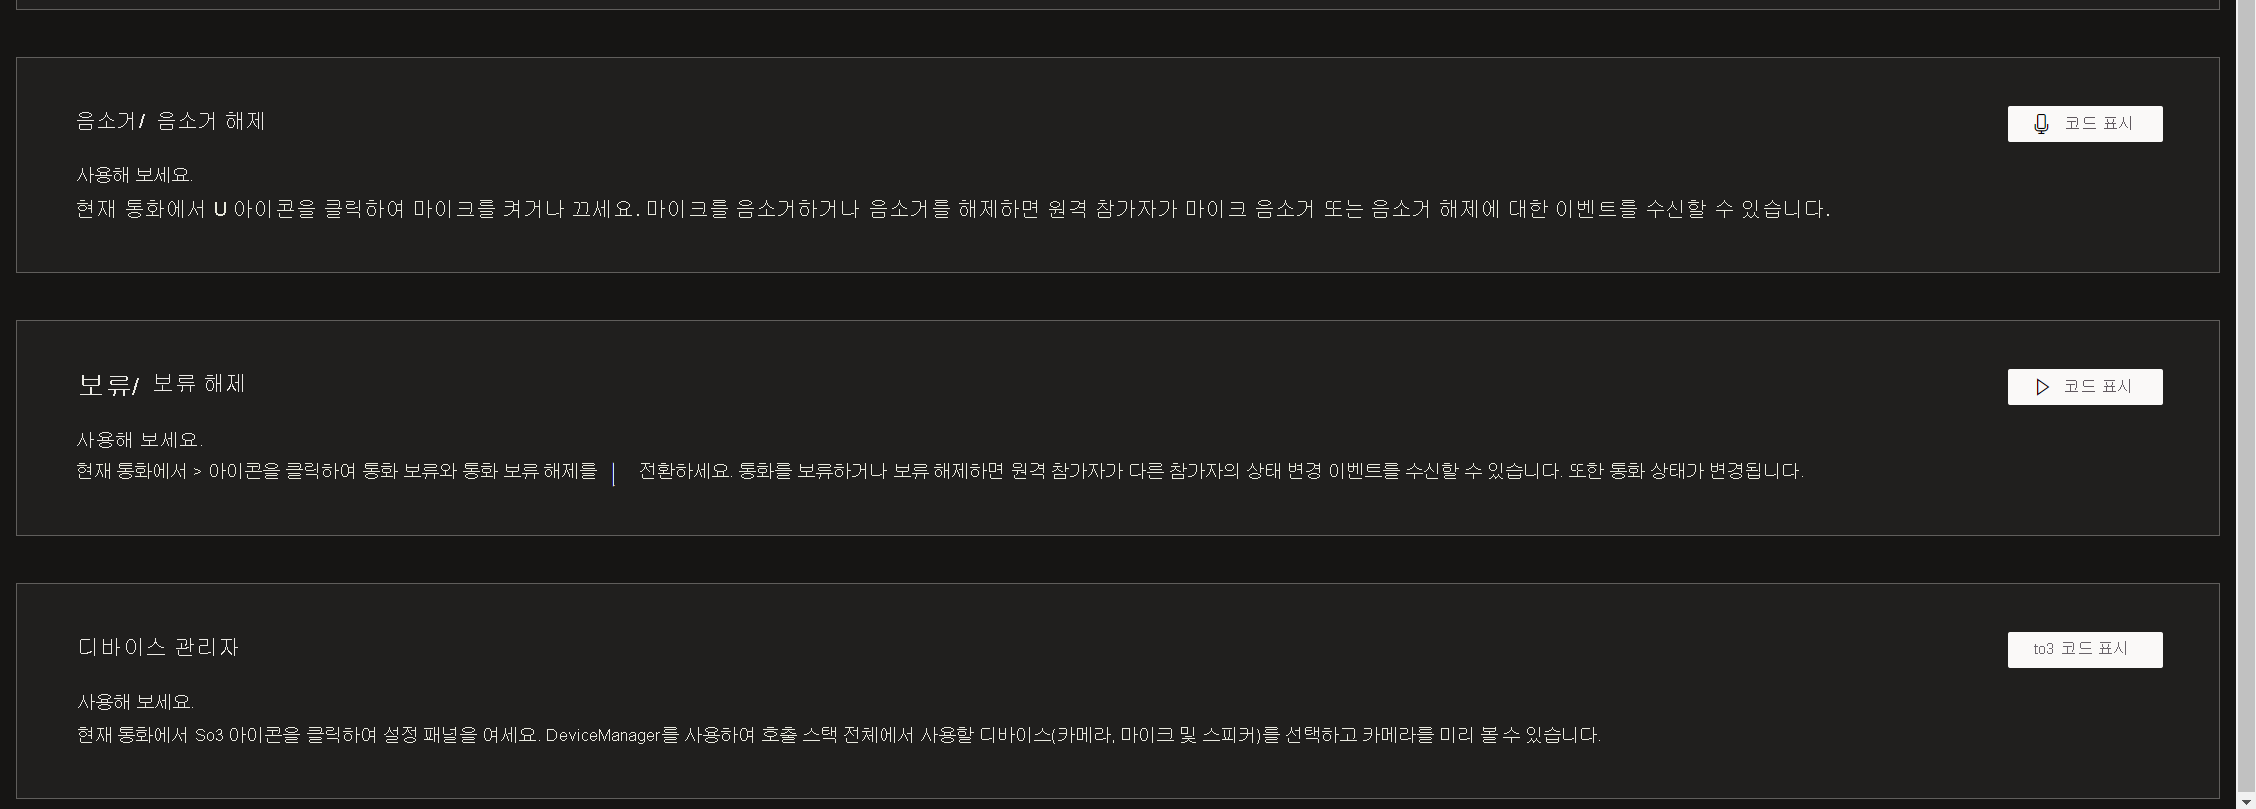 음소거/ 음소거 해제
코드 표시
사용해 보세요.
현재 통화에서 U 아이콘을 클릭하여 마이크를 켜거나 끄세요. 마이크를 음소거하거나 음소거를 해제하면 원격 참가자가 마이크 음소거 또는 음소거 해제에 대한 이벤트를 수신할 수 있습니다.
보류/ 보류 해제
코드 표시
사용해 보세요.
현재 통화에서 > 아이콘을 클릭하여 통화 보류와 통화 보류 해제를 | 전환하세요. 통화를 보류하거나 보류 해제하면 원격 참가자가 다른 참가자의 상태 변경 이벤트를 수신할 수 있습니다. 또한 통화 상태가 변경됩니다.
디바이스 관리자
to3 코드 표시
사용해 보세요.
현재 통화에서 So3 아이콘을 클릭하여 설정 패널을 여세요. DeviceManager를 사용하여 호출 스택 전체에서 사용할 디바이스(카메라, 마이크 및 스피커)를 선택하고 카메라를 미리 볼 수 있습니다.